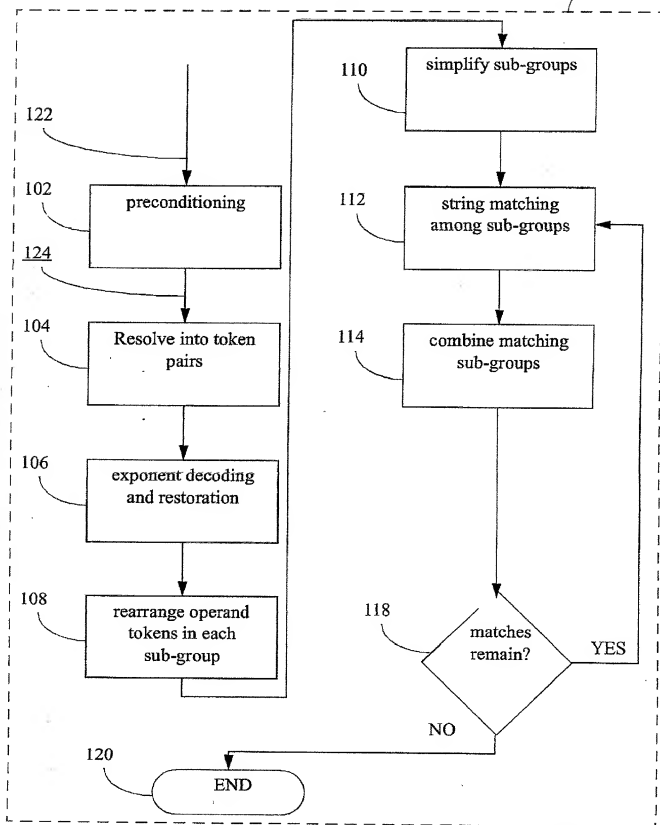 122
102
preconditioning
124
104
Resolve into token
pairs
106
exponent decoding
and restoration
108
rearrange operand
tokens in each
sub-group
110
simplify sub-groups
112
string matching
among sub-groups
114
combine matching
sub-groups
118
matches
remain?
YES
NO
120
END